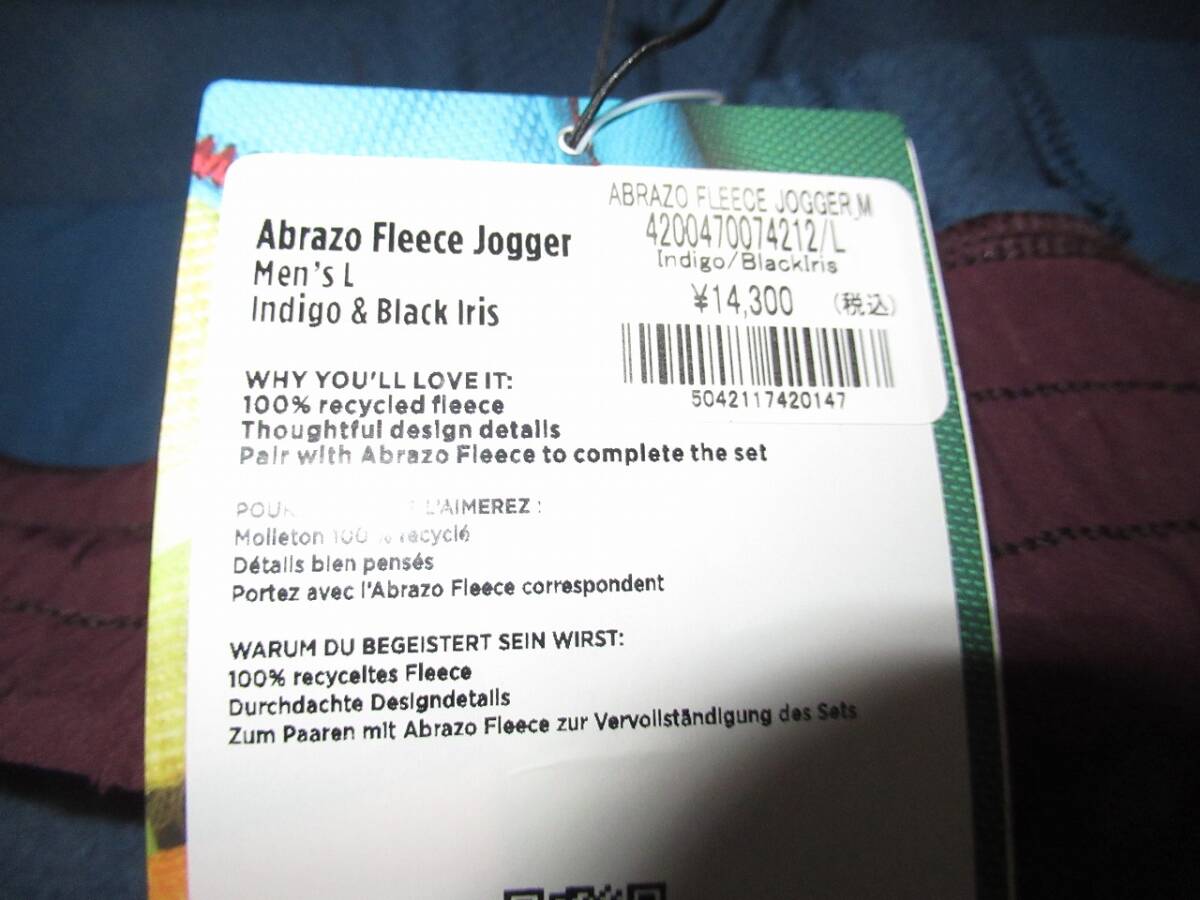 Abrazo Fleece Jogger
Men's L
Indigo & Black Iris
ABRAZO FLEECE JOGGER M
4200470074212/L
Indigo/BlackIris
¥14,300 (税込)
5042117420147
WHY YOU'LL LOVE IT:
100% recycled fleece
Thoughtful design details
Pair with Abrazo Fleece to complete the set
L'AIMEREZ :
Molleton 100 % recyclé
Détails bien pensés
Portez avec l'Abrazo Fleece correspondent
WARUM DU BEGEISTERT SEIN WIRST:
100% recyceltes Fleece
Durchdachte Designdetails
Zum Paaren mit Abrazo Fleece zur Vervollständigung des Sets